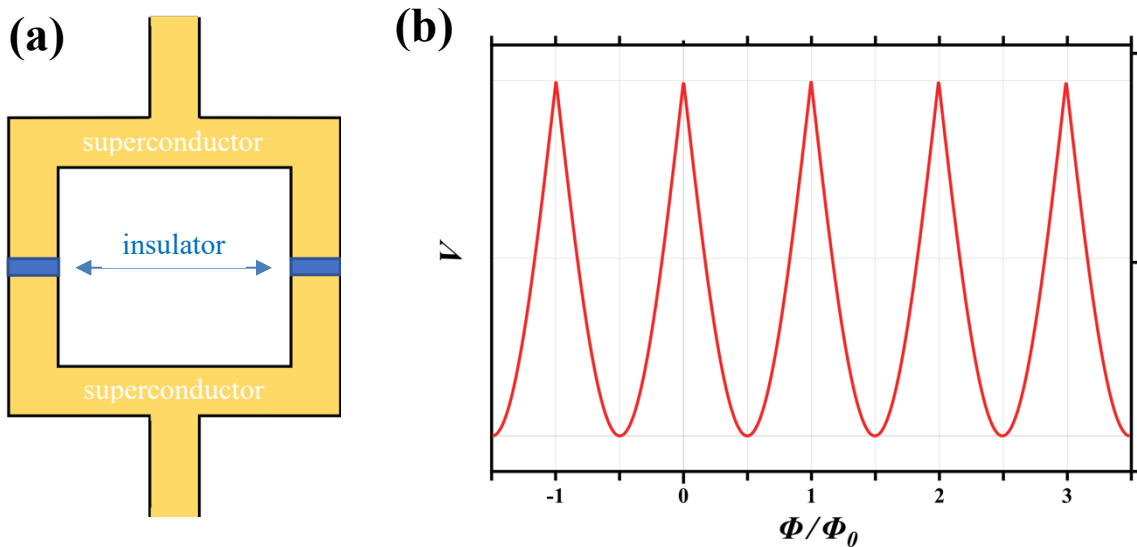 (a)
superconductor
insulator
superconductor
(b)
V
-1 0 1 2 3
Φ/Φ0